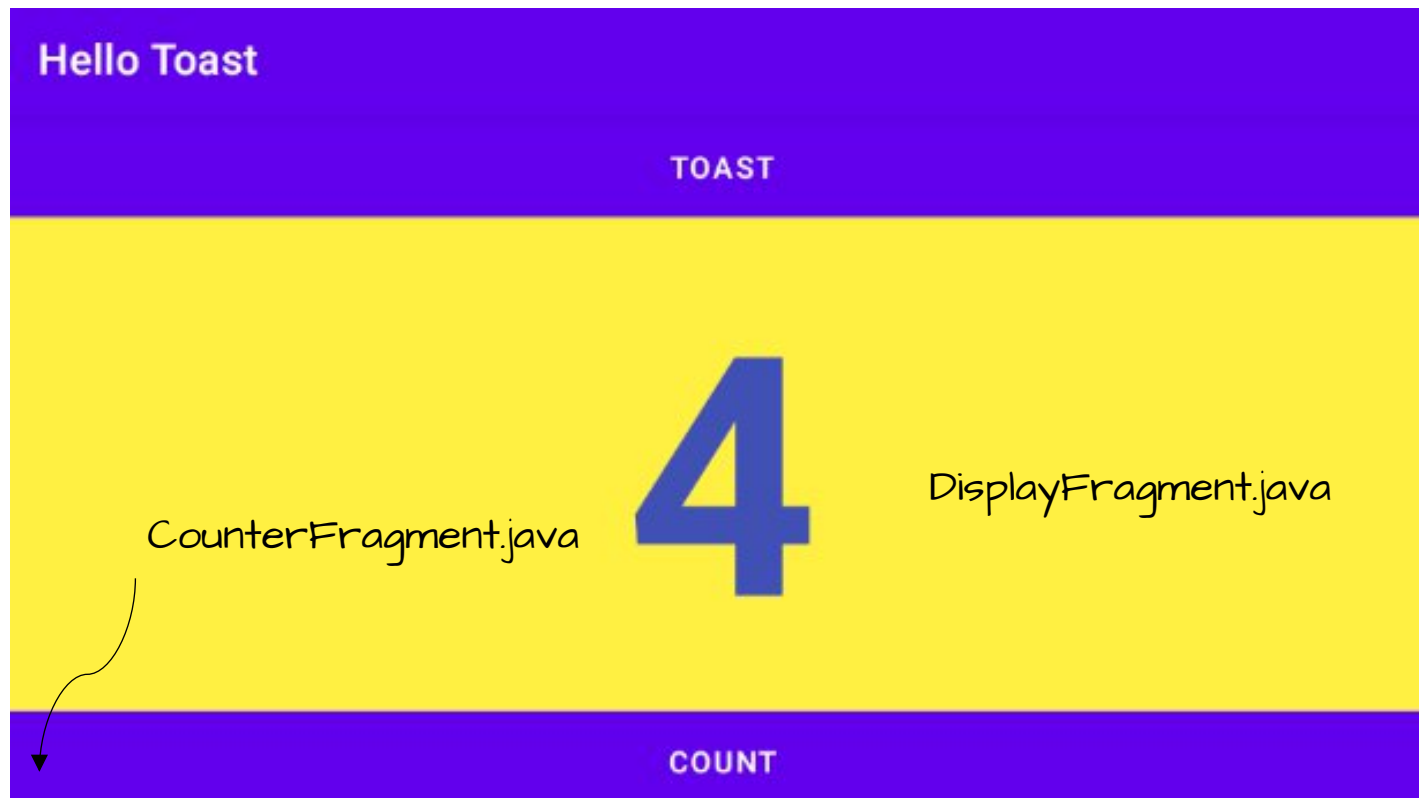 Hello Toast
TOAST
4
DisplayFragment.java
CounterFragment.java
COUNT